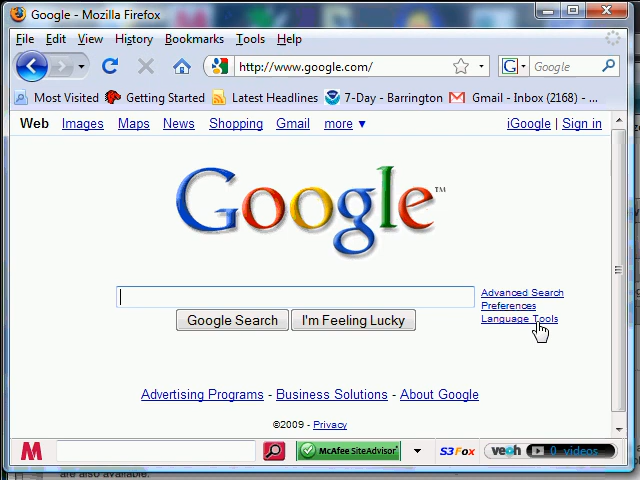 Google - Mozilla Firefox
File Edit View History Bookmarks Tools Help
http://www.google.com/ Google
Most Visited Getting Started Latest Headlines 7-Day - Barrington Gmail - Inbox (2168) - ...
Web Images Maps News Shopping Gmail more ▼ iGoogle | Sign in
Google™
Advanced Search
Preferences
Language Tools
Google Search I'm Feeling Lucky
Advertising Programs - Business Solutions - About Google
©2009 - Privacy
M McAfee SiteAdvisor S3Fox veoh 0 videos
are also available.